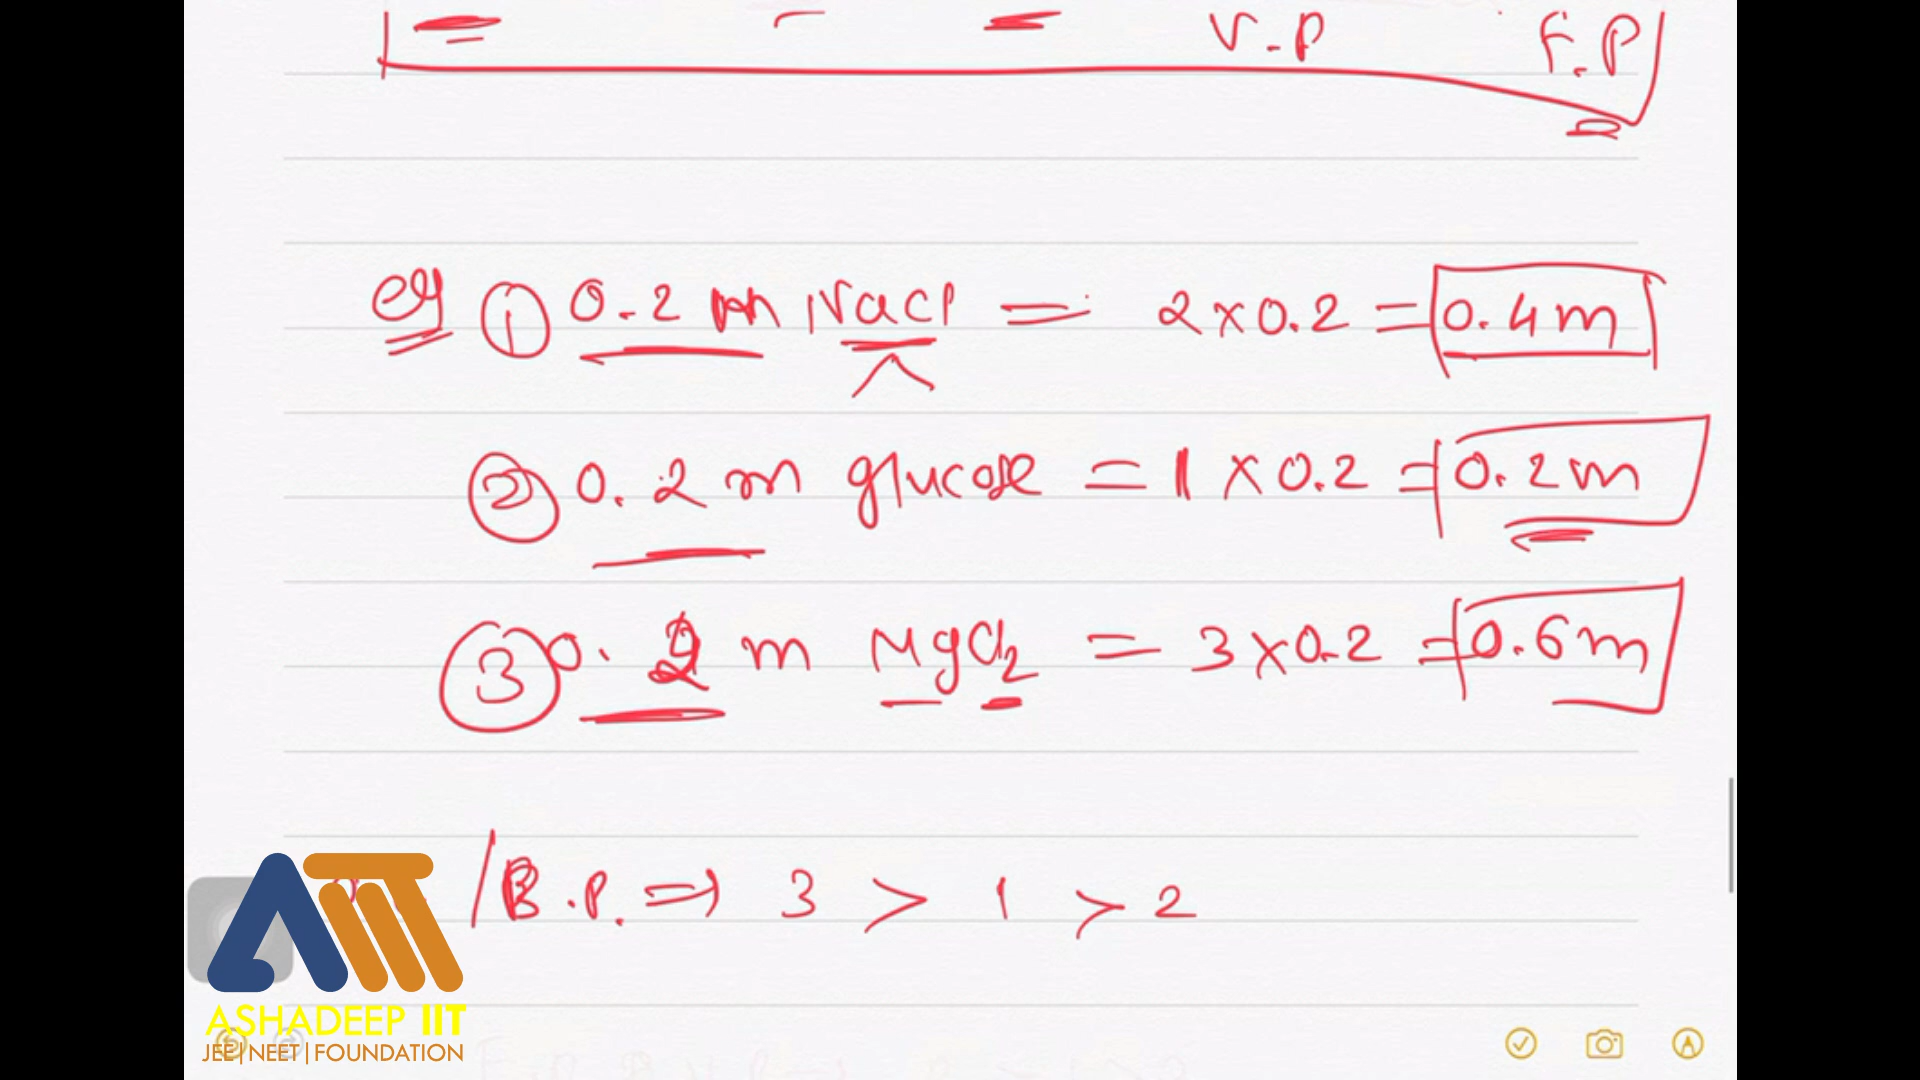 V.P F.P
eg ① 0.2 m NaCl = 2 × 0.2 = 0.4m
② 0.2 m glucose = 1 × 0.2 = 0.2m
③ 0.2 m MgCl₂ = 3 × 0.2 = 0.6m
/B.P. ⇒ 3 > 1 > 2
ASHADEEP IIT
JEE|NEET|FOUNDATION